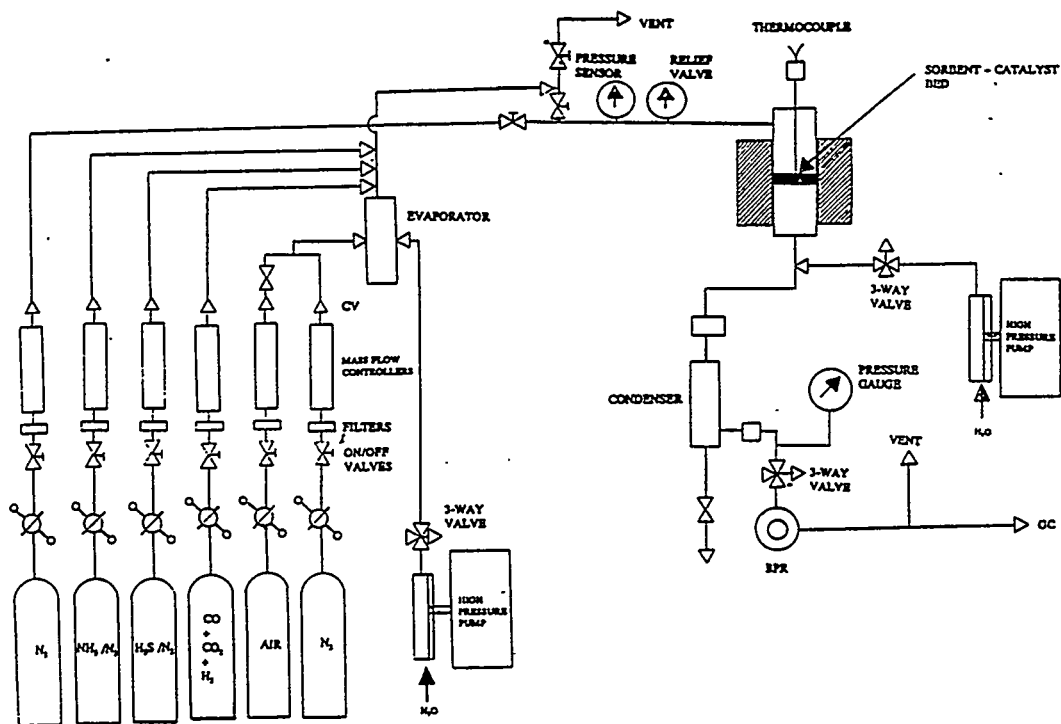 VENT
THERMOCOUPLE
PRESSURE
SENSOR
RELIEF
VALVE
SORBENT - CATALYST
BED
EVAPORATOR
CV
MASS FLOW
CONTROLLERS
3-WAY
VALVE
HIGH
PRESSURE
PUMP
H₂O
PRESSURE
GAUGE
CONDENSER
FILTERS
ON/OFF
VALVES
VENT
3-WAY
VALVE
GC
BPR
3-WAY
VALVE
HIGH
PRESSURE
PUMP
H₂O
N₂
NH₃/N₂
H₂S/N₂
CO
+
CO₂
+
H₂
AIR
N₂